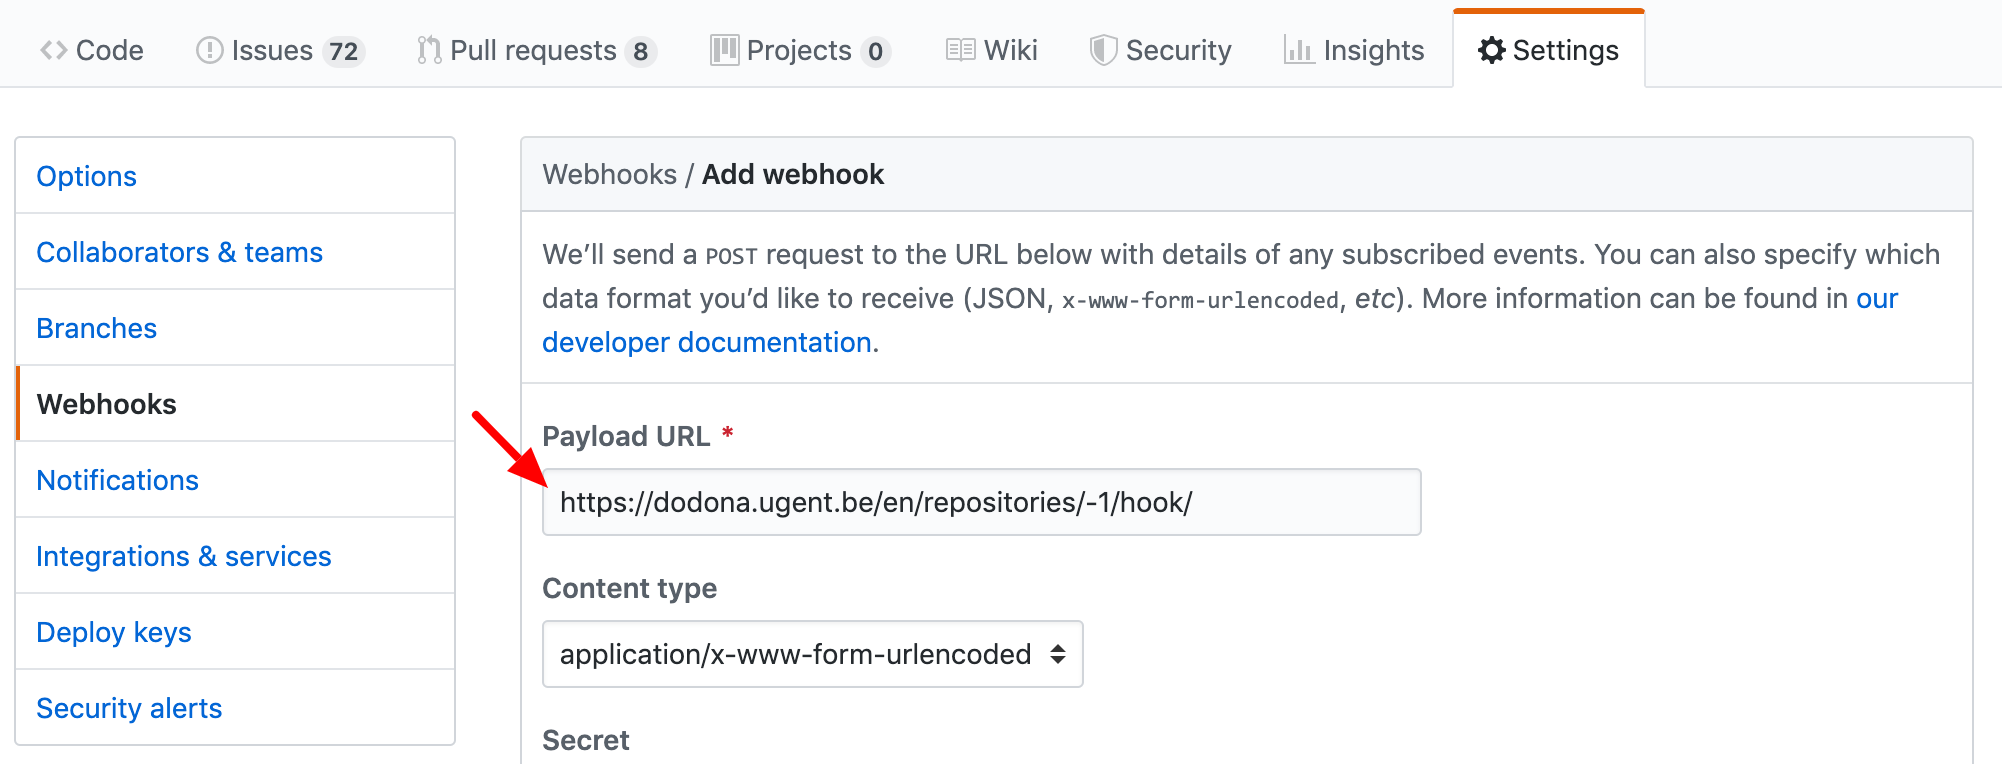 Code Issues 72 Pull requests 8 Projects 0 Wiki Security Insights Settings
Options
Collaborators & teams
Branches
Webhooks
Notifications
Integrations & services
Deploy keys
Security alerts
Webhooks / Add webhook
We’ll send a POST request to the URL below with details of any subscribed events. You can also specify which
data format you’d like to receive (JSON, x-www-form-urlencoded, etc). More information can be found in our
developer documentation.
Payload URL *
https://dodona.ugent.be/en/repositories/-1/hook/
Content type
application/x-www-form-urlencoded
Secret